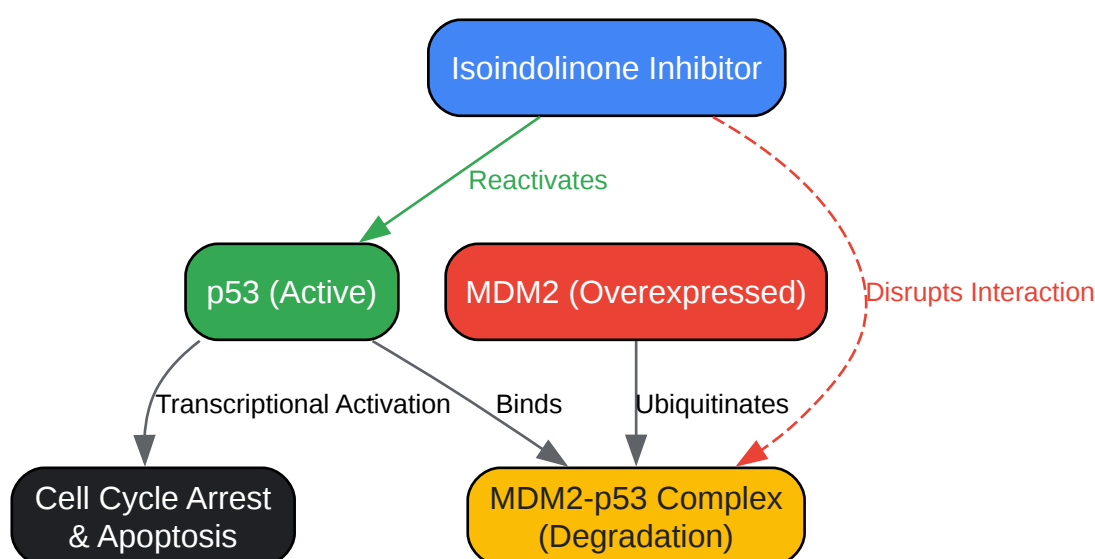 Isoindolinone Inhibitor
Reactivates
p53 (Active)
MDM2 (Overexpressed)
Disrupts Interaction
Transcriptional Activation
Binds
Ubiquitinates
Cell Cycle Arrest
& Apoptosis
MDM2-p53 Complex
(Degradation)